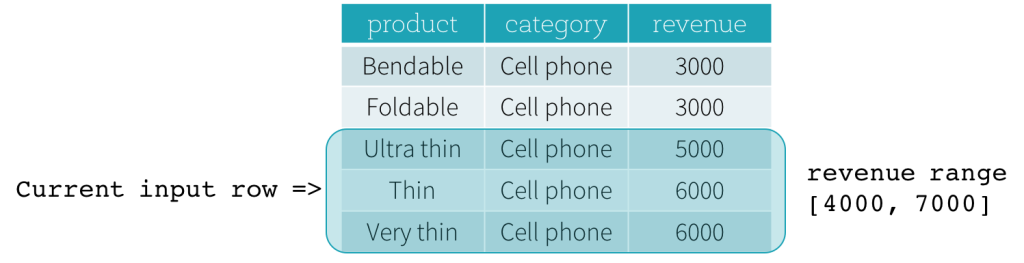 product category revenue
Bendable Cell phone 3000
Foldable Cell phone 3000
Ultra thin Cell phone 5000
Current input row => Thin Cell phone 6000
Very thin Cell phone 6000
revenue range
[4000, 7000]